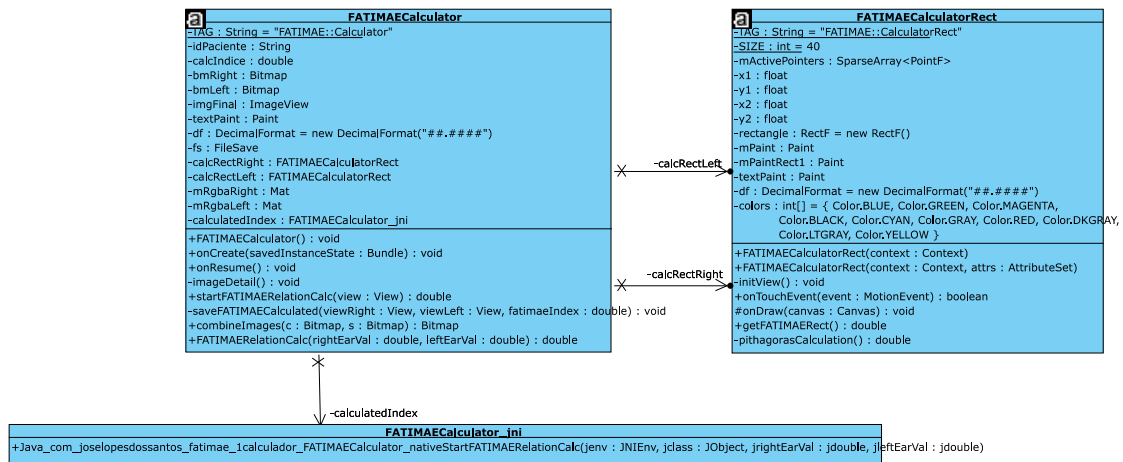 a
FATIMAECalculator
-TAG : String = "FATIMAE::Calculator"
-idPaciente : String
-calcIndice : double
-bmRight : Bitmap
-bmLeft : Bitmap
-imgFinal : ImageView
-textPaint : Paint
-df : DecimalFormat = new DecimalFormat("##.####")
-fs : FileSave
-calcRectRight : FATIMAECalculatorRect
-calcRectLeft : FATIMAECalculatorRect
-mRgbaRight : Mat
-mRgbaLeft : Mat
-calculatedIndex : FATIMAECalculator_jni
+FATIMAECalculator() : void
+onCreate(savedInstanceState : Bundle) : void
+onResume() : void
-imageDetail() : void
+startFATIMAERelationCalc(view : View) : double
-saveFATIMAECalculated(viewRight : View, viewLeft : View, fatimaeIndex : double) : void
+combineImages(c : Bitmap, s : Bitmap) : Bitmap
+FATIMAERelationCalc(rightEarVal : double, leftEarVal : double) : double
-calcRectLeft
-calcRectRight
a
FATIMAECalculatorRect
-TAG : String = "FATIMAE::CalculatorRect"
-SIZE : int = 40
-mActivePointers : SparseArray<PointF>
-x1 : float
-y1 : float
-x2 : float
-y2 : float
-rectangle : RectF = new RectF()
-mPaint : Paint
-mPaintRect1 : Paint
-textPaint : Paint
-df : DecimalFormat = new DecimalFormat("##.####")
-colors : int[] = { Color.BLUE, Color.GREEN, Color.MAGENTA,
Color.BLACK, Color.CYAN, Color.GRAY, Color.RED, Color.DKGRAY,
Color.LTGRAY, Color.YELLOW }
+FATIMAECalculatorRect(context : Context)
+FATIMAECalculatorRect(context : Context, attrs : AttributeSet)
-initView() : void
+onTouchEvent(event : MotionEvent) : boolean
#onDraw(canvas : Canvas) : void
+getFATIMAERect() : double
-pithagorasCalculation() : double
-calculatedIndex
FATIMAECalculator_jni
+Java_com_joselopesdossantos_fatimae_1calculador_FATIMAECalculator_nativeStartFATIMAERelationCalc(jenv : JNIEnv, jclass : JObject, jrightEarVal : jdouble, jleftEarVal : jdouble)